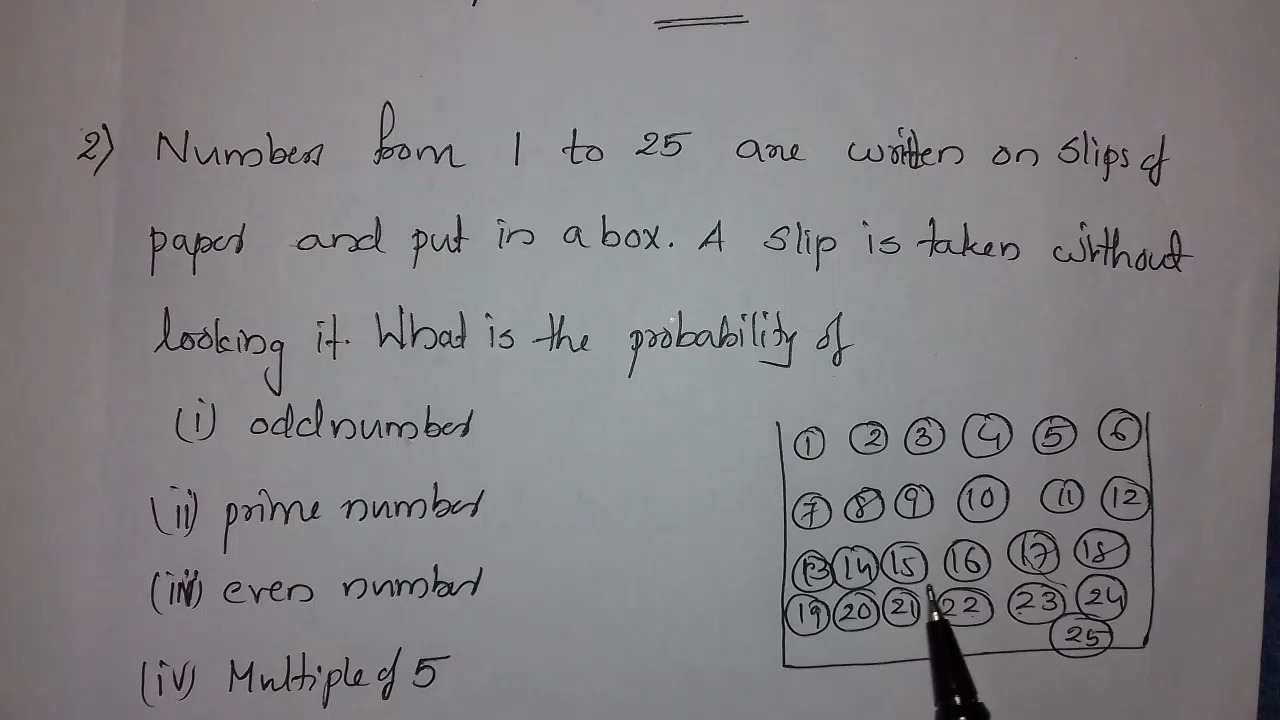 2) Number from 1 to 25 are written on slips of
paper and put in a box. A slip is taken without
looking it. What is the probability of
(i) odd number
(ii) prime number
(iii) even number
(iv) Multiple of 5
1 2 3 4 5 6
7 8 9 10 11 12
13 14 15 16 17 18
19 20 21 22 23 24
25